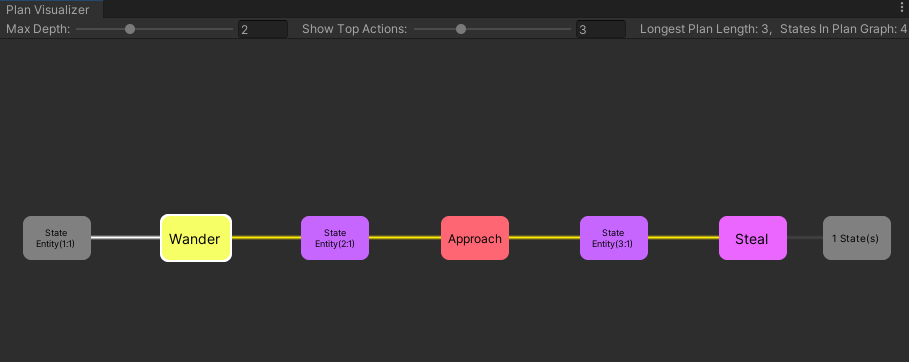 Plan Visualizer
Max Depth: 2 Show Top Actions: 3 Longest Plan Length: 3, States In Plan Graph: 4
State
Entity(1:1)
Wander
State
Entity(2:1)
Approach
State
Entity(3:1)
Steal
1 State(s)